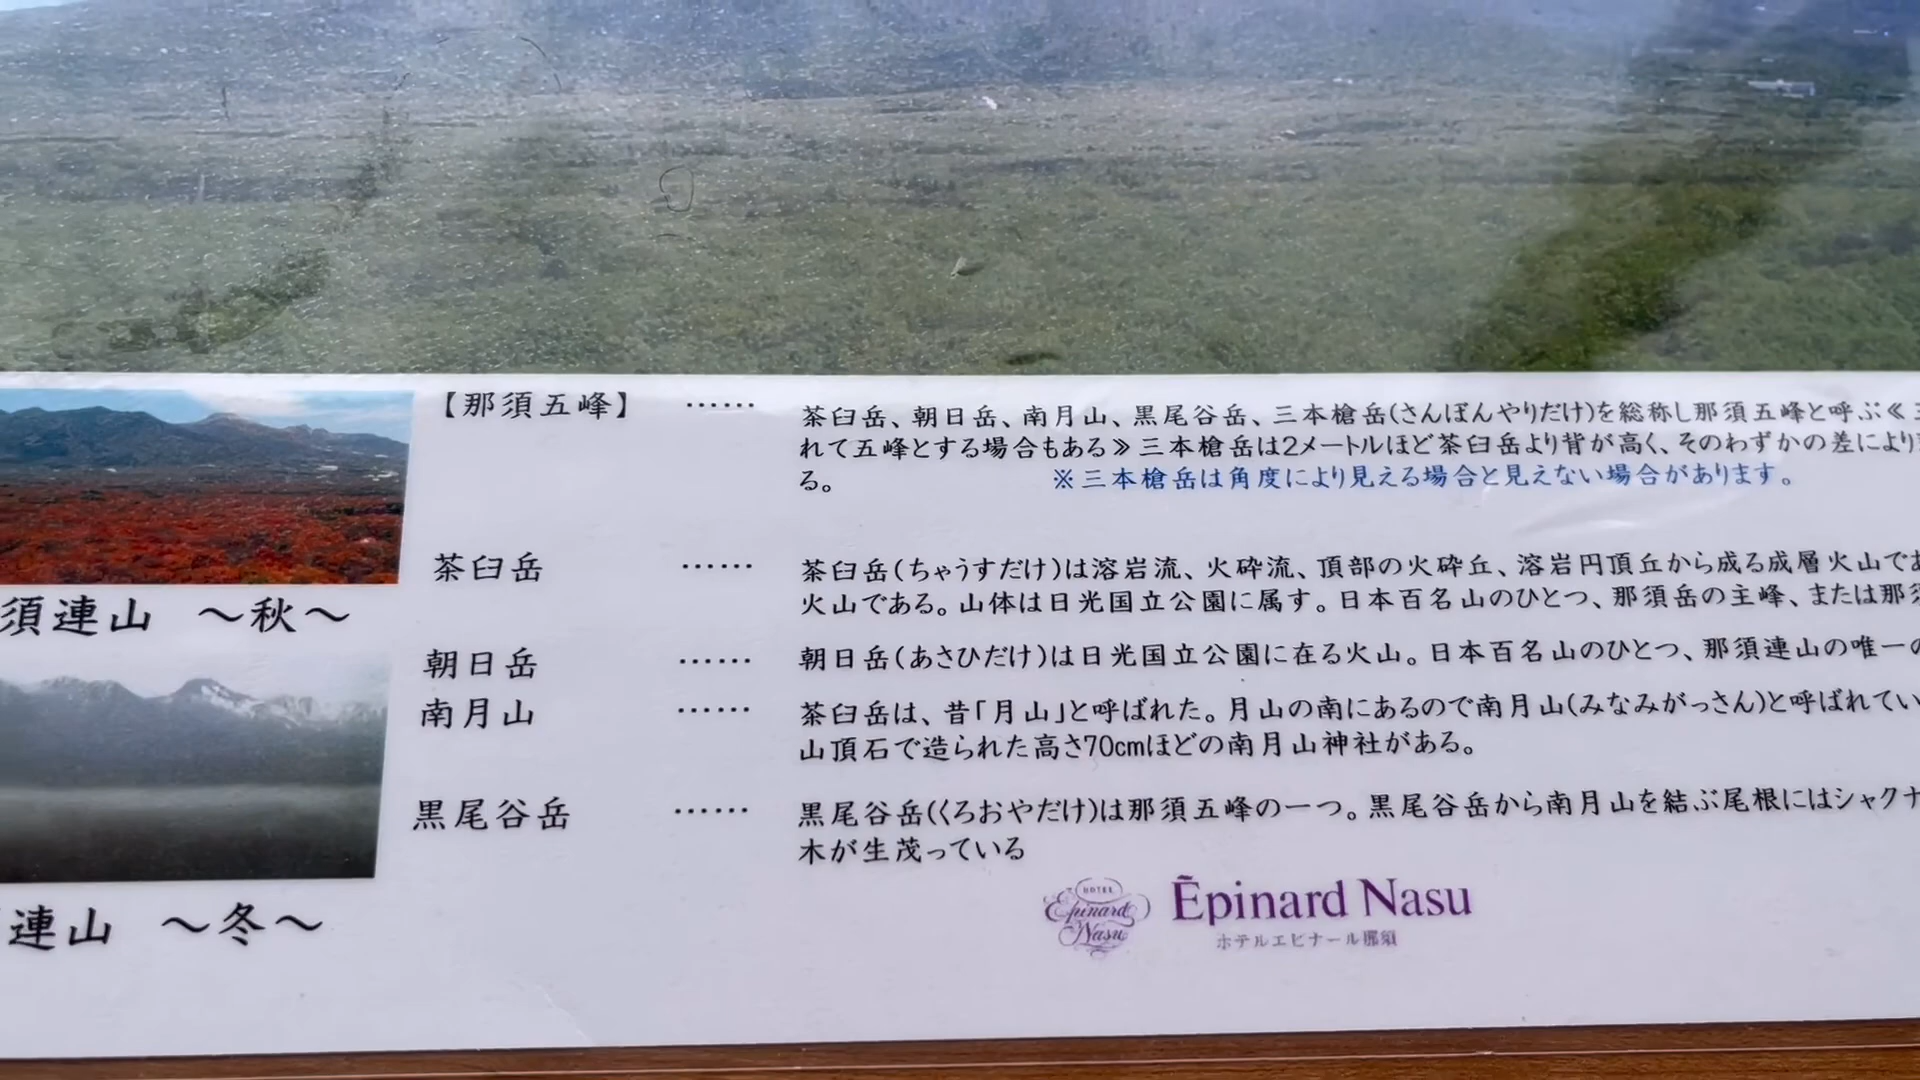 【那須五峰】 ……
茶臼岳、朝日岳、南月山、黒尾谷岳、三本槍岳(さんぼんやりだけ)を総称し那須五峰と呼ぶ≪
れて五峰とする場合もある≫三本槍岳は2メートルほど茶臼岳より背が高く、そのわずかの差により
る。 ※三本槍岳は角度により見える場合と見えない場合があります。
茶臼岳 …… 茶臼岳(ちゃうすだけ)は溶岩流、火砕流、頂部の火砕丘、溶岩円頂丘から成る成層火山であ
火山である。山体は日光国立公園に属す。日本百名山のひとつ、那須岳の主峰、または那須
須連山 ～秋～
朝日岳 …… 朝日岳(あさひだけ)は日光国立公園に在る火山。日本百名山のひとつ、那須連山の唯一の
南月山 …… 茶臼岳は、昔「月山」と呼ばれた。月山の南にあるので南月山(みなみがっさん)と呼ばれてい
山頂石で造られた高さ70cmほどの南月山神社がある。
黒尾谷岳 …… 黒尾谷岳(くろおやだけ)は那須五峰の一つ。黒尾谷岳から南月山を結ぶ尾根にはシャクナ
木が生茂っている
連山 ～冬～
HOTEL
Epinard
Nasu
Ēpinard Nasu
ホテルエピナール那須